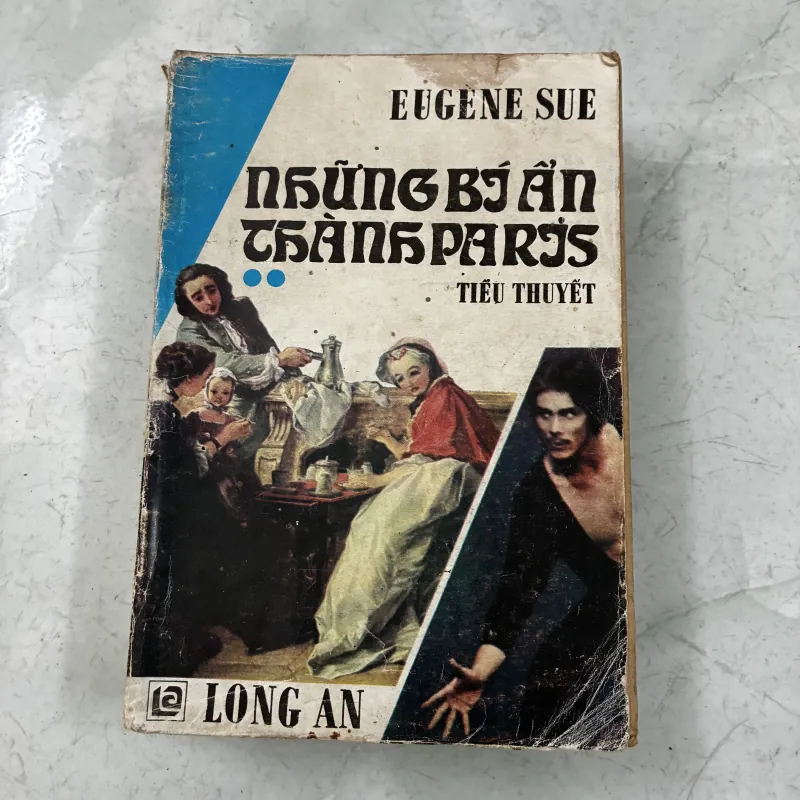 EUGENE SUE
NHỮNG BÍ ẨN
THÀNH PARIS
TIỂU THUYẾT
LONG AN